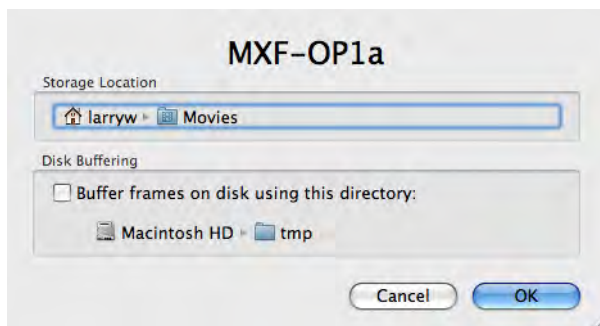 MXF-OP1a
Storage Location
larryw ▸ Movies
Disk Buffering
Buffer frames on disk using this directory:
Macintosh HD ▸ tmp
Cancel OK